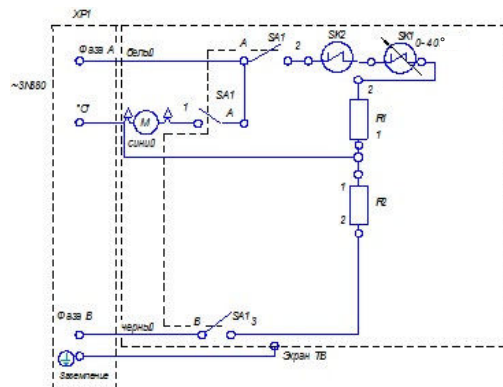 XP1
~3N380
Фаза А
белый
А
SA1
2
SK2
SK1
0-40°
"О"
M
синий
1
SA1
А
2
R1
1
1
R2
2
Фаза В
черный
В
SA1
3
Экран ТВ
Заземление